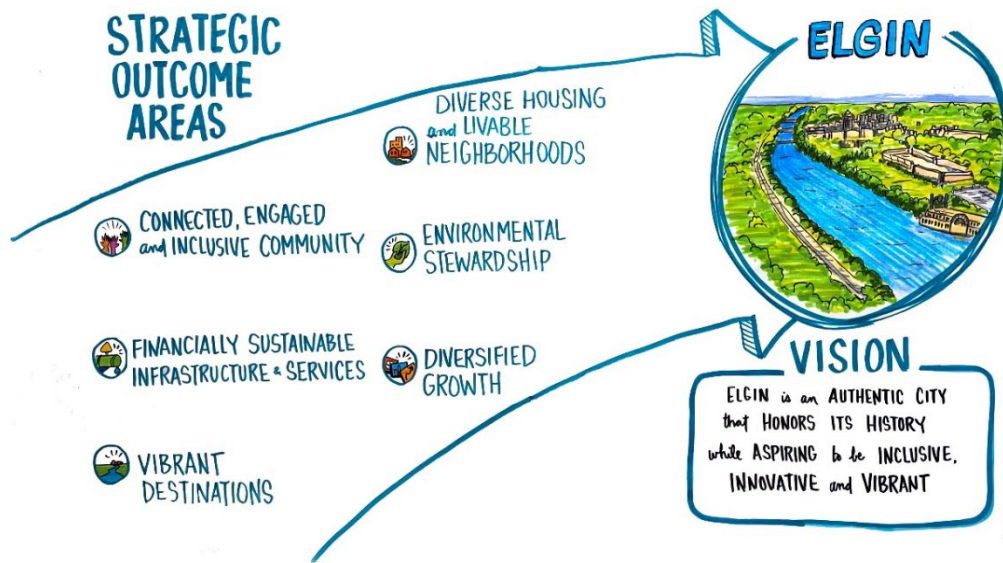 STRATEGIC
OUTCOME
AREAS
DIVERSE HOUSING
and LIVABLE
NEIGHBORHOODS
CONNECTED, ENGAGED
and INCLUSIVE COMMUNITY
ENVIRONMENTAL
STEWARDSHIP
FINANCIALLY SUSTAINABLE
INFRASTRUCTURE & SERVICES
DIVERSIFIED
GROWTH
VIBRANT
DESTINATIONS
ELGIN
VISION
ELGIN is an AUTHENTIC CITY
that HONORS ITS HISTORY
while ASPIRING to be INCLUSIVE,
INNOVATIVE and VIBRANT